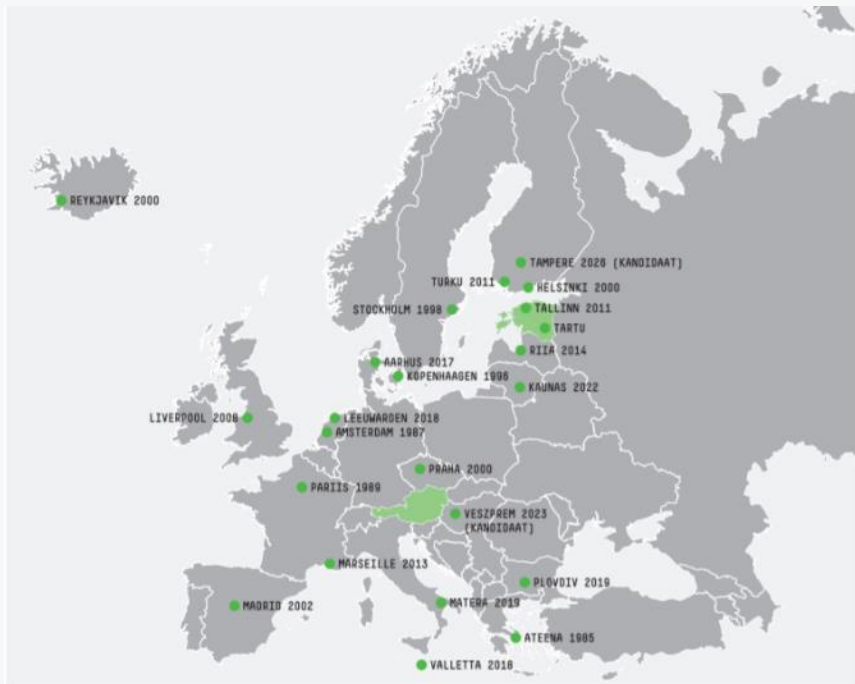 REYKJAVIK 2000
TAMPERE 2026 (KANDIDAAT)
TURKU 2011
HELSINKI 2000
STOCKHOLM 1998
TALLINN 2011
TARTU
RIIA 2014
AARHUS 2017
KOPENHAAGEN 1996
KAUNAS 2022
LIVERPOOL 2008
LEEUWARDEN 2018
AMSTERDAM 1987
PRAHA 2000
PARIIS 1989
VESZPREM 2023
(KANDIDAAT)
MARSEILLE 2013
PLOVDIV 2019
MADRID 2002
MATERA 2019
ATEENA 1985
VALLETTA 2018